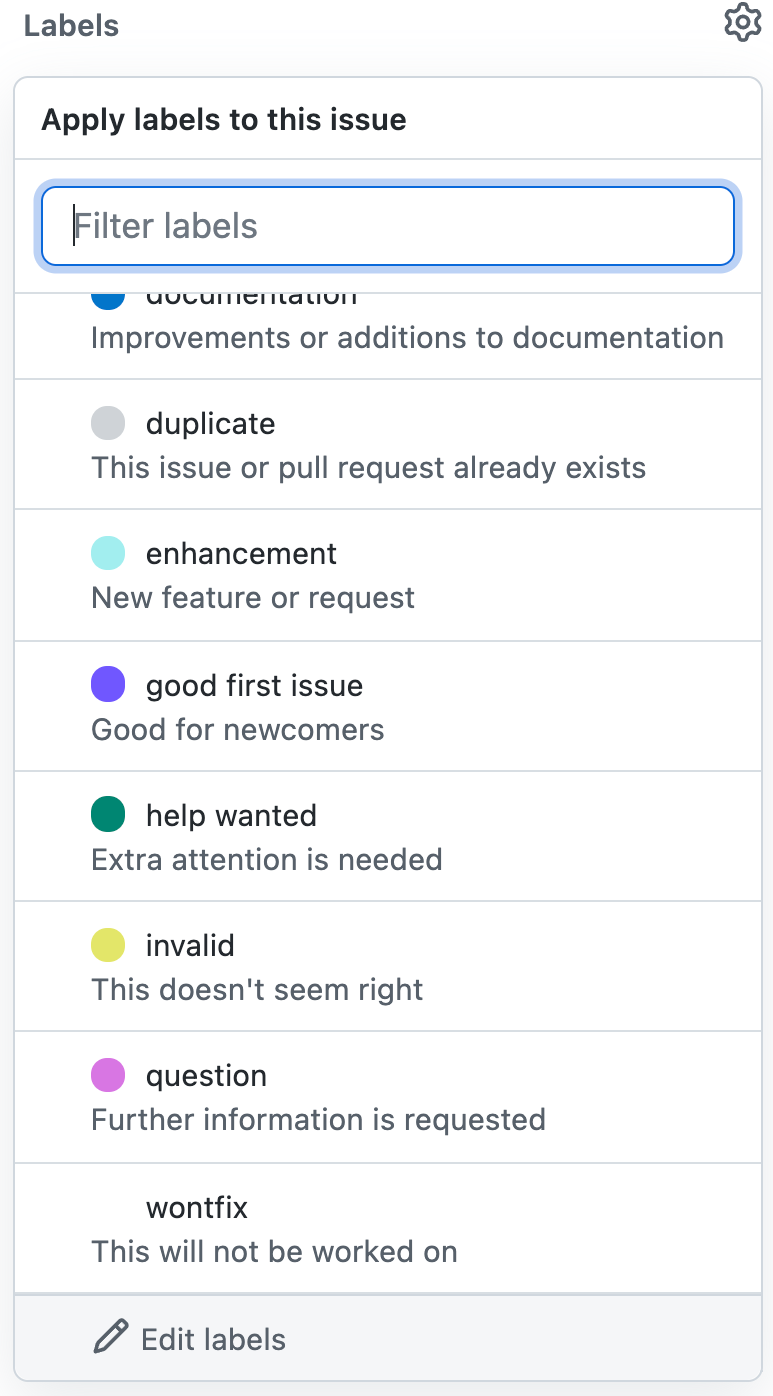 Labels
Apply labels to this issue
Filter labels
documentation
Improvements or additions to documentation
duplicate
This issue or pull request already exists
enhancement
New feature or request
good first issue
Good for newcomers
help wanted
Extra attention is needed
invalid
This doesn't seem right
question
Further information is requested
wontfix
This will not be worked on
Edit labels